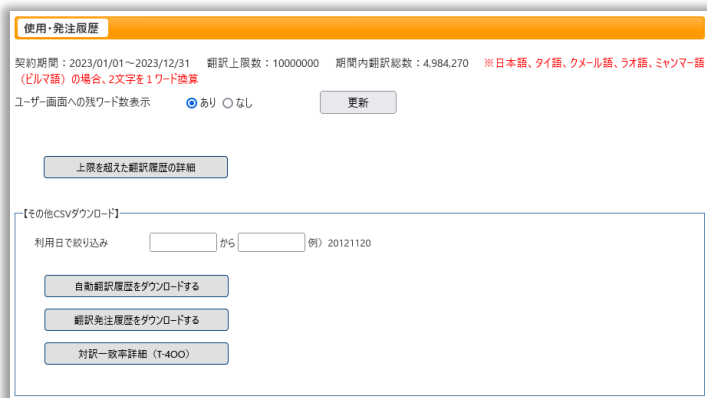 使用・発注履歴
契約期間：2023/01/01～2023/12/31 翻訳上限数：10000000 期間内翻訳総数：4,984,270 ※日本語、タイ語、クメール語、ラオ語、ミャンマー語
（ビルマ語）の場合、2文字を１ワード換算
ユーザー画面への残ワード数表示 あり なし 更新
上限を超えた翻訳履歴の詳細
【その他CSVダウンロード】
利用日で絞り込み から 例）20121120
自動翻訳履歴をダウンロードする
翻訳発注履歴をダウンロードする
対訳一致率詳細（T-4OO）